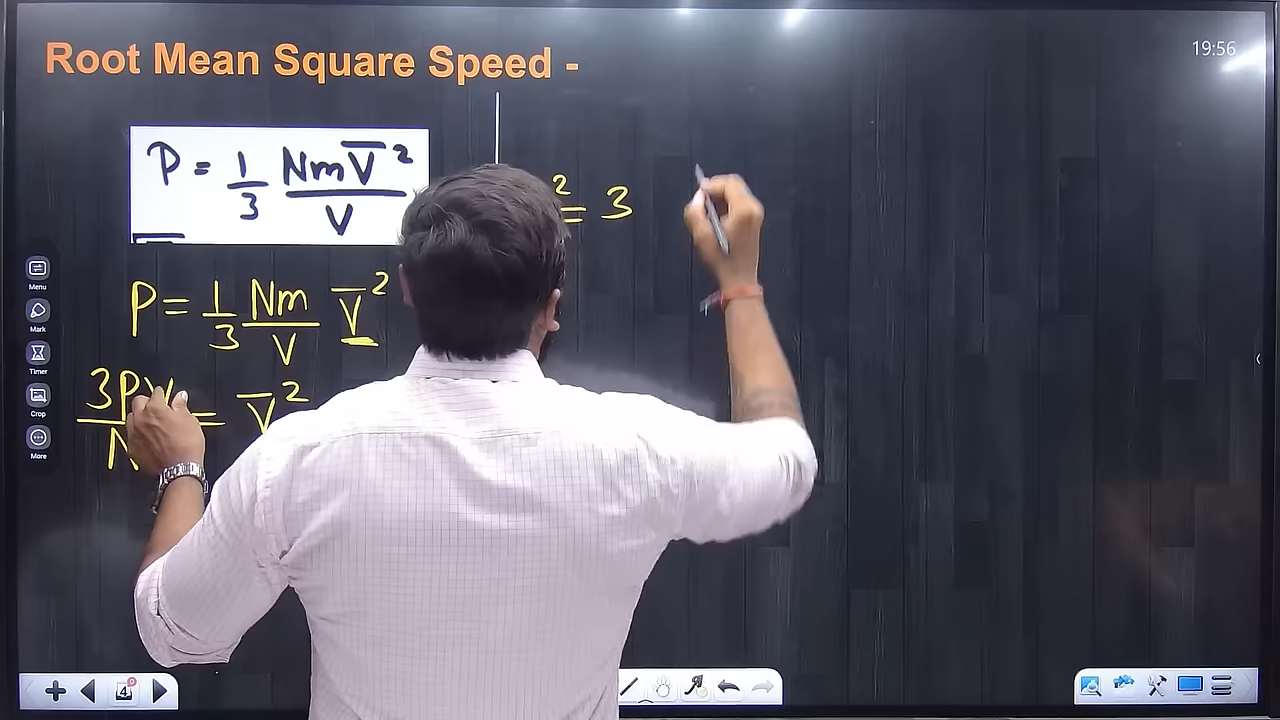 Root Mean Square Speed -
19:56
P = 1/3 NmV̅²/V
P = 1/3 Nm/V V̅²
3PV/N = V̅²
² = 3
Menu
Mark
Timer
Crop
More
4